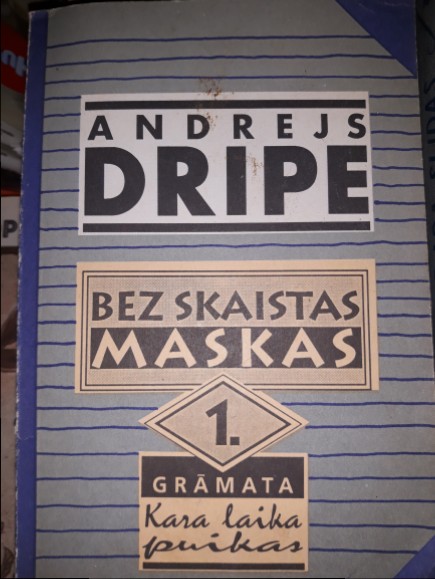 ANDREJS
DRIPE
BEZ SKAISTAS
MASKAS
1.
GRĀMATA
Kara laika
puikas